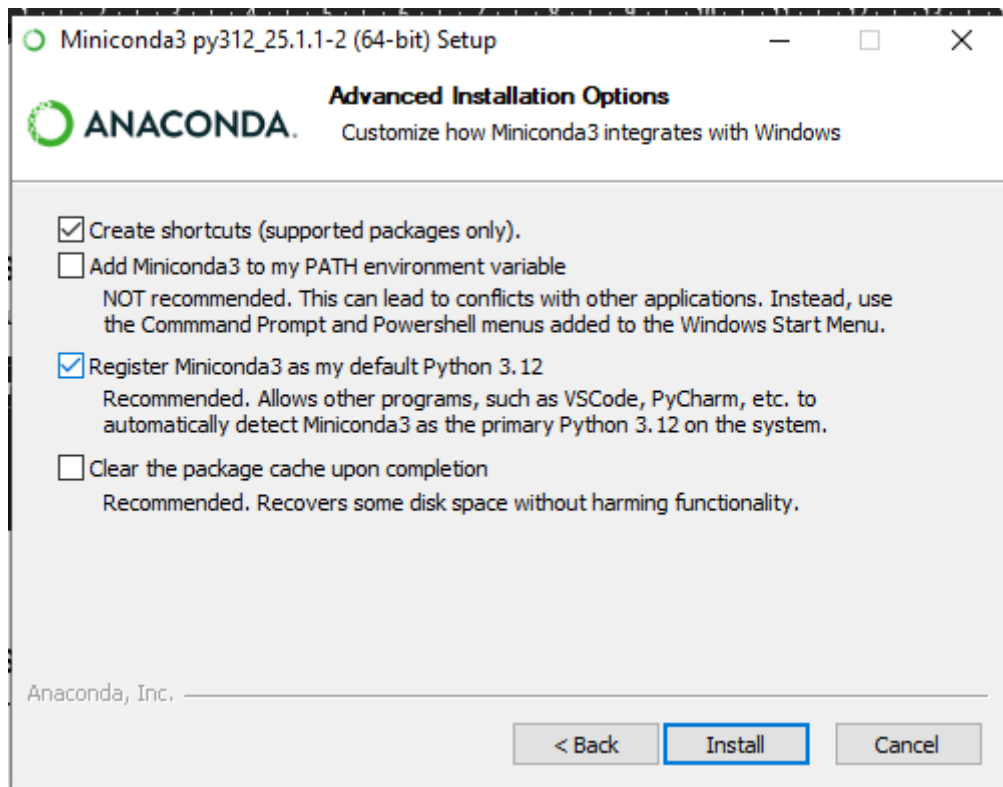 Miniconda3 py312_25.1.1-2 (64-bit) Setup
ANACONDA.
Advanced Installation Options
Customize how Miniconda3 integrates with Windows
Create shortcuts (supported packages only).
Add Miniconda3 to my PATH environment variable
NOT recommended. This can lead to conflicts with other applications. Instead, use
the Commmand Prompt and Powershell menus added to the Windows Start Menu.
Register Miniconda3 as my default Python 3.12
Recommended. Allows other programs, such as VSCode, PyCharm, etc. to
automatically detect Miniconda3 as the primary Python 3.12 on the system.
Clear the package cache upon completion
Recommended. Recovers some disk space without harming functionality.
Anaconda, Inc.
< Back
Install
Cancel